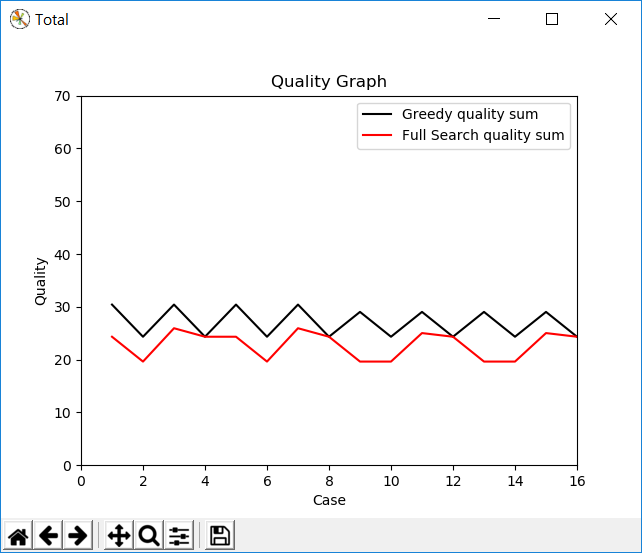 Total
Quality Graph
Greedy quality sum
Full Search quality sum
70
60
50
40
30
20
10
0
Quality
0 2 4 6 8 10 12 14 16
Case